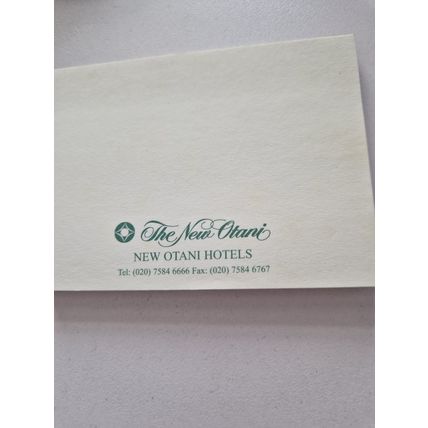 The New Otani
NEW OTANI HOTELS
Tel: (020) 7584 6666 Fax: (020) 7584 6767